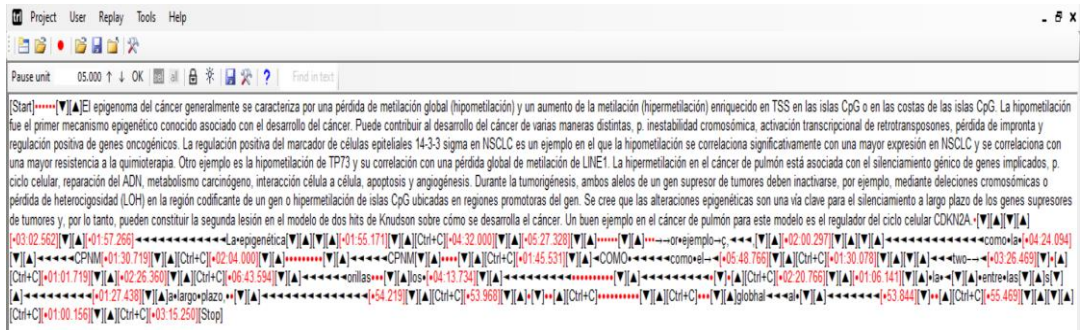 Project User Replay Tools Help
Pause unit 05.000 ↑ ↓ OK Find in text
[Start]••••••[▼][▲]El epigenoma del cáncer generalmente se caracteriza por una pérdida de metilación global (hipometilación) y un aumento de la metilación (hipermetilación) enriquecido en TSS en las islas CpG o en las costas de las islas CpG. La hipometilación
fue el primer mecanismo epigenético conocido asociado con el desarrollo del cáncer. Puede contribuir al desarrollo del cáncer de varias maneras distintas, p. inestabilidad cromosómica, activación transcripcional de retrotransposones, pérdida de impronta y
regulación positiva de genes oncogénicos. La regulación positiva del marcador de células epiteliales 14-3-3 sigma en NSCLC es un ejemplo en el que la hipometilación se correlaciona significativamente con una mayor expresión en NSCLC y se correlaciona con
una mayor resistencia a la quimioterapia. Otro ejemplo es la hipometilación de TP73 y su correlación con una pérdida global de metilación de LINE1. La hipermetilación en el cáncer de pulmón está asociada con el silenciamiento génico de genes implicados, p.
ciclo celular, reparación del ADN, metabolismo carcinógeno, interacción célula a célula, apoptosis y angiogénesis. Durante la tumorigénesis, ambos alelos de un gen supresor de tumores deben inactivarse, por ejemplo, mediante deleciones cromosómicas o
pérdida de heterocigosidad (LOH) en la región codificante de un gen o hipermetilación de islas CpG ubicadas en regiones promotoras del gen. Se cree que las alteraciones epigenéticas son una vía clave para el silenciamiento a largo plazo de los genes supresores
de tumores y, por lo tanto, pueden constituir la segunda lesión en el modelo de dos hits de Knudson sobre cómo se desarrolla el cáncer. Un buen ejemplo en el cáncer de pulmón para este modelo es el regulador del ciclo celular CDKN2A.•[▼][▲][▼][▲]
[•03:02.562][▼][▲][•01:57.266]◄◄◄◄◄◄◄◄◄◄◄◄La•epigenética[▼][▲][▼][▲][•01:55.171][▼][▲][Ctrl+C][•04:32.000][▼][▲][•05:27.328][▼][▲]••••••[▼][▲]•••→→or•ejemplo→ç.◄◄◄,[▼][▲][•02:00.297][▼][▲][▼][▲]◄◄◄◄◄◄◄◄◄◄◄como•la•[•04:24.094]
[▼][▲]◄◄◄◄◄CPNM[•01:30.719][▼][▲][Ctrl+C][•02:04.000][▼][▲]•••••••••[▼][▲]◄◄◄◄◄CPNM[▼][▲]••••[▼][▲][Ctrl+C][•01:45.531][▼]•[▲]◄COMO•◄◄◄◄◄◄como•el→[•05:48.766][▼][▲][Ctrl+C][•01:30.078][▼][▲][▼][▲]◄◄◄two→→[•03:26.469][▼]•[▲]
[Ctrl+C][•01:01.719][▼][▲][•02:26.360][▼][▲][Ctrl+C][•06:43.594][▼][▲]◄◄◄◄◄orillas•••[▼][▲]los•[•04:13.734][▼][▲]◄◄◄◄◄◄◄◄•••••••••[▼][▲]◄◄◄◄◄◄◄◄◄[▼]•[▲][Ctrl+C][•02:20.766][▼][▲][•01:06.141][▼][▲]•la•◄[▼][▲]•entre•las[▼][▲]s[▼]
[▲]◄◄◄◄◄◄◄◄[•01:27.438][▼][▲]a•largo•plazo,••[▼][▲]◄◄◄◄◄◄◄◄◄◄◄◄[•54.219][▼][▲][Ctrl+C][•53.968][▼][▲]•[▼]••[▲][Ctrl+C]••••••••••[▼][▲][Ctrl+C]•••[▼][▲]globhal◄◄◄al•[▼][▲]◄◄◄◄◄◄◄[•53.844][▼]••[▲][Ctrl+C][•55.469][▼][▲][▼][▲][▼][▲]
[Ctrl+C][•01:00.156][▼][▲][Ctrl+C][•03:15.250][Stop]